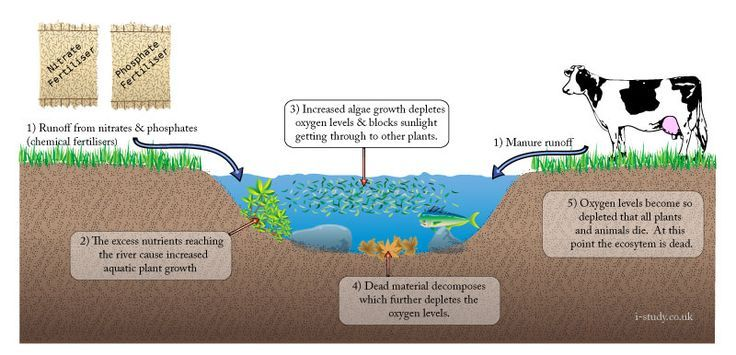 Nitrate
Fertiliser
Phosphate
Fertiliser
1) Runoff from nitrates & phosphates
(chemical fertilisers)
3) Increased algae growth depletes
oxygen levels & blocks sunlight
getting through to other plants.
1) Manure runoff
2) The excess nutrients reaching
the river cause increased
aquatic plant growth
4) Dead material decomposes
which further depletes the
oxygen levels.
5) Oxygen levels become so
depleted that all plants
and animals die. At this
point the ecosytem is dead.
i-study.co.uk